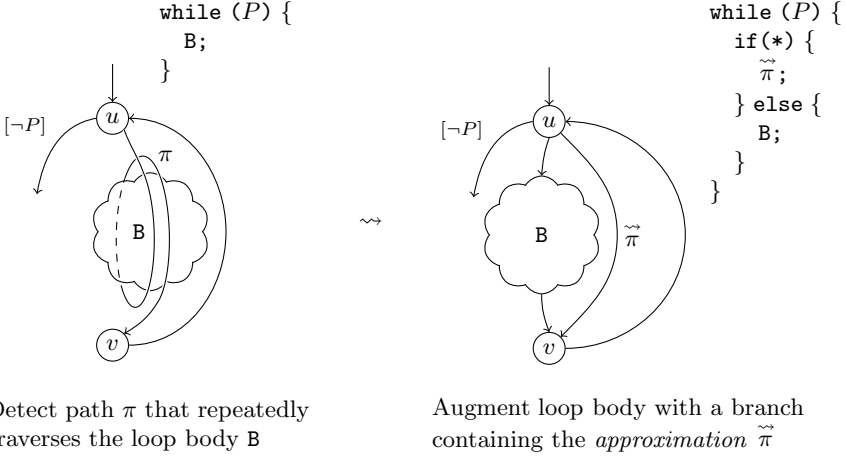 while (P) {
B;
}
u
[¬P]
π
B
v
Detect path π that repeatedly
traverses the loop body B
⇝
while (P) {
if(*) {
π⃗;
} else {
B;
}
}
u
[¬P]
B
π⃗
v
Augment loop body with a branch
containing the approximation π⃗